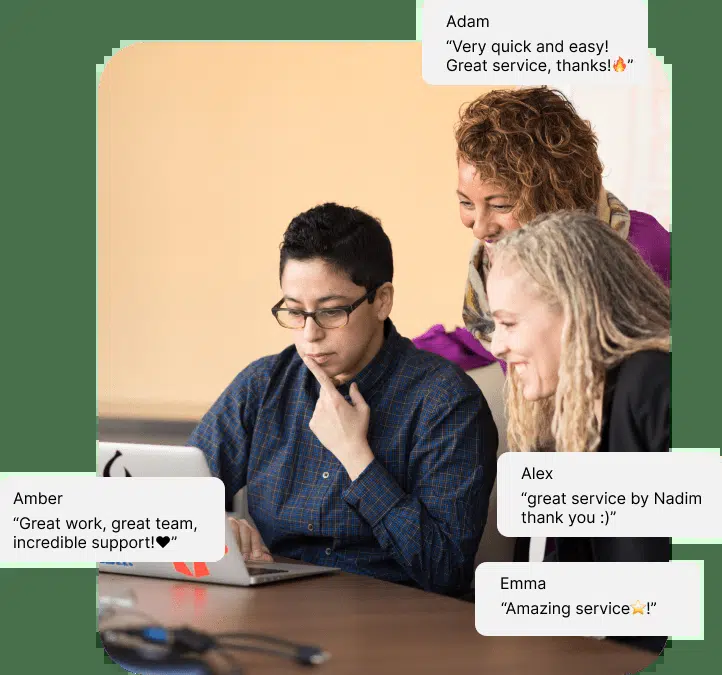 Adam
“Very quick and easy!
Great service, thanks!🔥”
Alex
“great service by Nadim
thank you :)”
Amber
“Great work, great team,
incredible support!🖤”
Emma
“Amazing service⭐!”